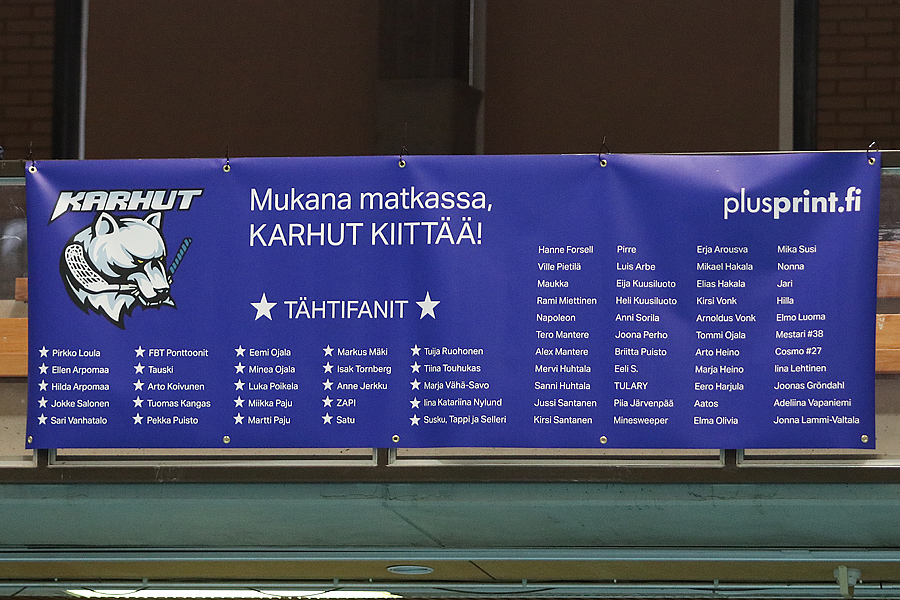 KARHUT
Mukana matkassa,
KARHUT KIITTÄÄ!
plusprint.fi
★ TÄHTIFANIT ★
★ Pirkko Loula
★ Ellen Arpomaa
★ Hilda Arpomaa
★ Jokke Salonen
★ Sari Vanhatalo
★ FBT Ponttoonit
★ Tauski
★ Arto Koivunen
★ Tuomas Kangas
★ Pekka Puisto
★ Eemi Ojala
★ Minea Ojala
★ Luka Poikela
★ Miikka Paju
★ Martti Paju
★ Markus Mäki
★ Isak Tornberg
★ Anne Jerkku
★ ZAPI
★ Satu
★ Tuija Ruohonen
★ Tiina Touhukas
★ Marja Vähä-Savo
★ Iina Katariina Nylund
★ Susku, Tappi ja Selleri
Hanne Forsell
Ville Pietilä
Maukka
Rami Miettinen
Napoleon
Tero Mantere
Alex Mantere
Mervi Huhtala
Sanni Huhtala
Jussi Santanen
Kirsi Santanen
Pirre
Luis Arbe
Eija Kuusiluoto
Heli Kuusiluoto
Anni Sorila
Joona Perho
Briitta Puisto
Eeli S.
TULARY
Piia Järvenpää
Minesweeper
Erja Arousva
Mikael Hakala
Elias Hakala
Kirsi Vonk
Arnoldus Vonk
Tommi Ojala
Arto Heino
Marja Heino
Eero Harjula
Aatos
Elma Olivia
Mika Susi
Nonna
Jari
Hilla
Elmo Luoma
Mestari #38
Cosmo #27
Iina Lehtinen
Joonas Gröndahl
Adeliina Vapaniemi
Jonna Lammi-Valtala